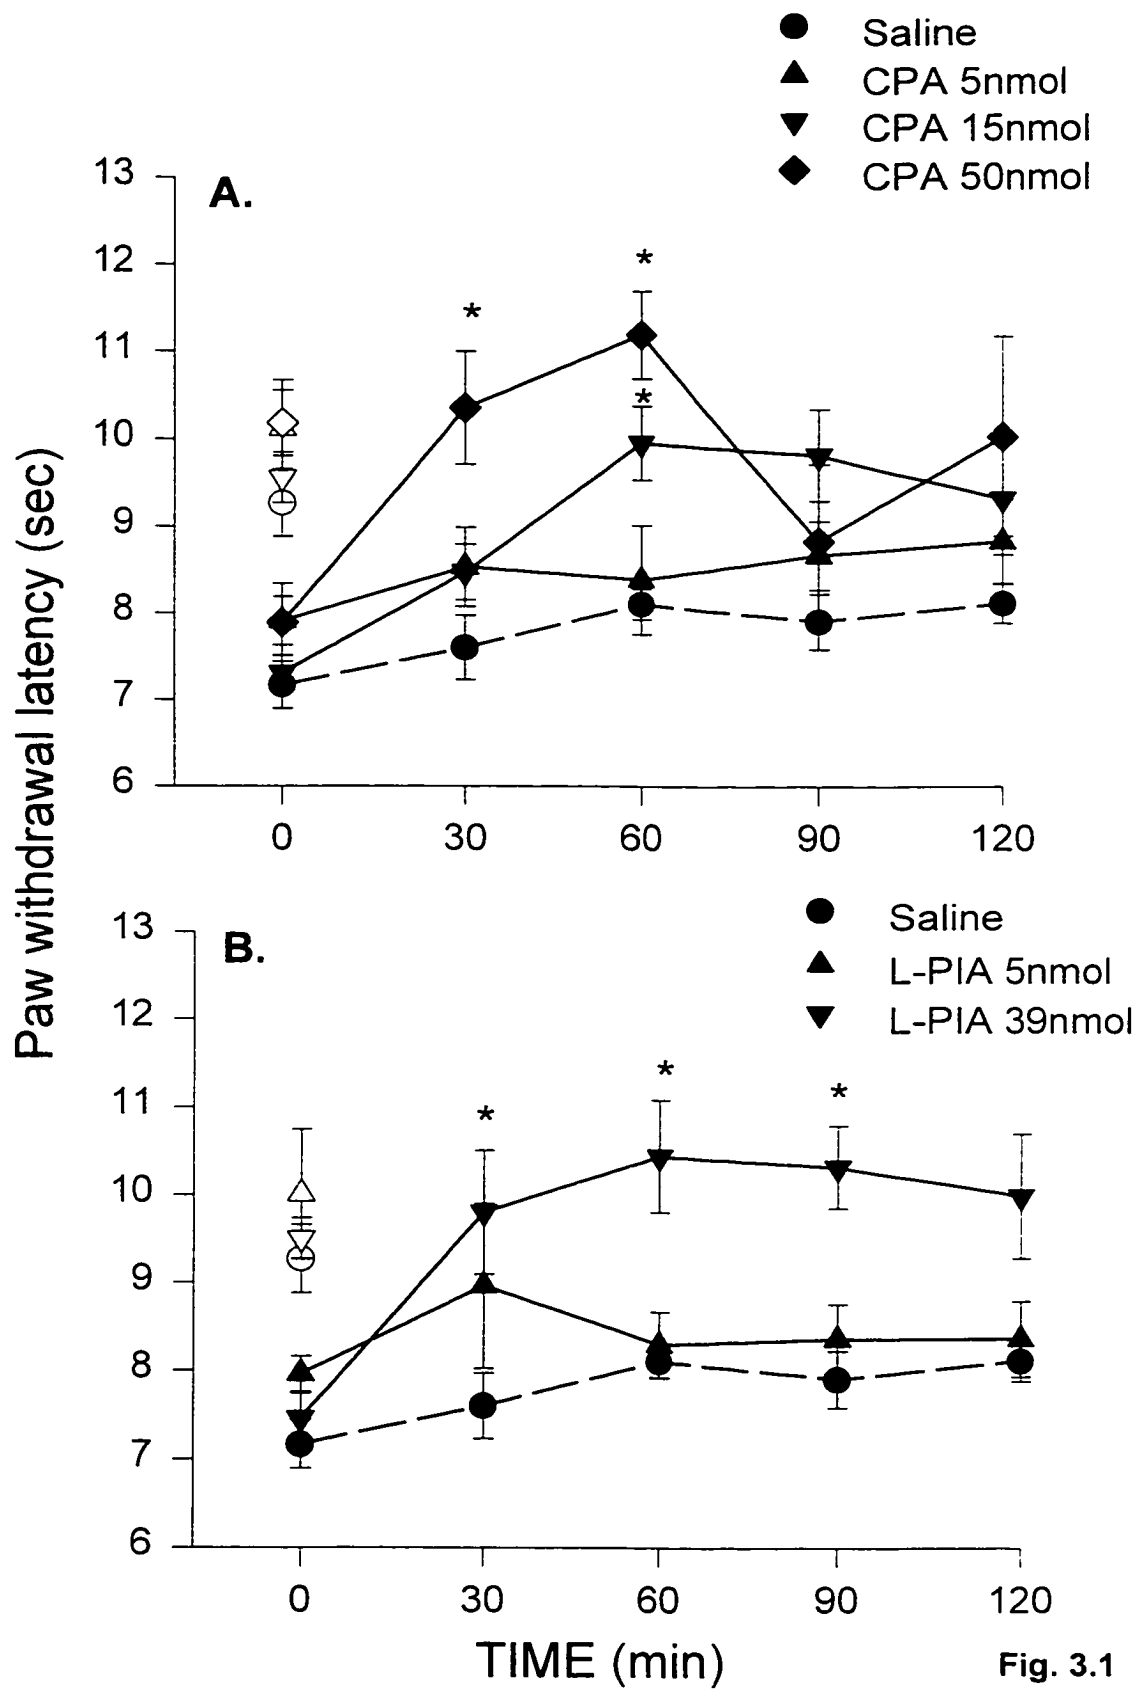 Saline
CPA 5nmol
CPA 15nmol
CPA 50nmol
A.
13
12
11
10
9
8
7
6
*
*
*
0 30 60 90 120
Paw withdrawal latency (sec)
Saline
L-PIA 5nmol
L-PIA 39nmol
B.
13
12
11
10
9
8
7
6
*
*
*
0 30 60 90 120
TIME (min)
Fig. 3.1